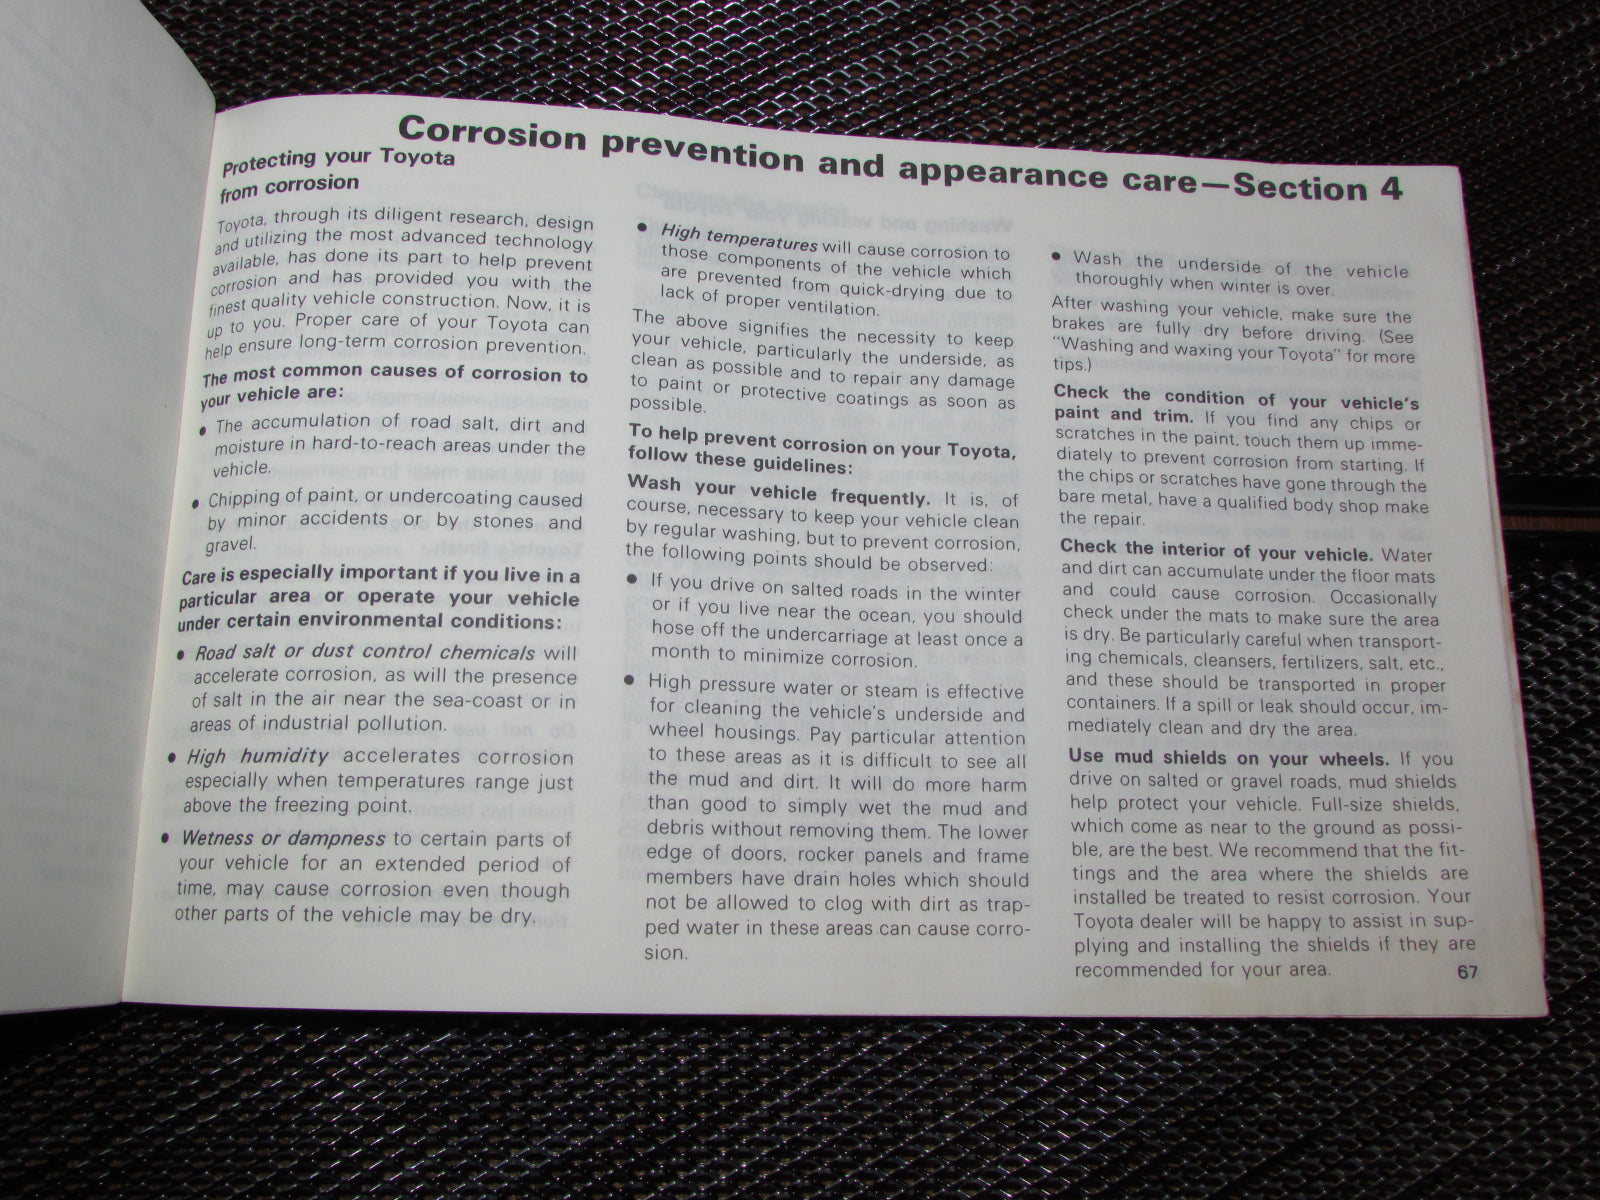 Corrosion prevention and appearance care—Section 4
Protecting your Toyota
from corrosion
Toyota, through its diligent research, design
and utilizing the most advanced technology
available, has done its part to help prevent
corrosion and has provided you with the
finest quality vehicle construction. Now, it is
up to you. Proper care of your Toyota can
help ensure long-term corrosion prevention.
The most common causes of corrosion to
your vehicle are:
● The accumulation of road salt, dirt and
moisture in hard-to-reach areas under the
vehicle.
● Chipping of paint, or undercoating caused
by minor accidents or by stones and
gravel.
Care is especially important if you live in a
particular area or operate your vehicle
under certain environmental conditions:
● Road salt or dust control chemicals will
accelerate corrosion, as will the presence
of salt in the air near the sea-coast or in
areas of industrial pollution.
● High humidity accelerates corrosion
especially when temperatures range just
above the freezing point.
● Wetness or dampness to certain parts of
your vehicle for an extended period of
time, may cause corrosion even though
other parts of the vehicle may be dry.
● High temperatures will cause corrosion to
those components of the vehicle which
are prevented from quick-drying due to
lack of proper ventilation.
The above signifies the necessity to keep
your vehicle, particularly the underside, as
clean as possible and to repair any damage
to paint or protective coatings as soon as
possible.
To help prevent corrosion on your Toyota,
follow these guidelines:
Wash your vehicle frequently. It is, of
course, necessary to keep your vehicle clean
by regular washing, but to prevent corrosion,
the following points should be observed:
● If you drive on salted roads in the winter
or if you live near the ocean, you should
hose off the undercarriage at least once a
month to minimize corrosion.
● High pressure water or steam is effective
for cleaning the vehicle's underside and
wheel housings. Pay particular attention
to these areas as it is difficult to see all
the mud and dirt. It will do more harm
than good to simply wet the mud and
debris without removing them. The lower
edge of doors, rocker panels and frame
members have drain holes which should
not be allowed to clog with dirt as trap-
ped water in these areas can cause corro-
sion.
● Wash the underside of the vehicle
thoroughly when winter is over.
After washing your vehicle, make sure the
brakes are fully dry before driving. (See
"Washing and waxing your Toyota" for more
tips.)
Check the condition of your vehicle's
paint and trim. If you find any chips or
scratches in the paint, touch them up imme-
diately to prevent corrosion from starting. If
the chips or scratches have gone through the
bare metal, have a qualified body shop make
the repair.
Check the interior of your vehicle. Water
and dirt can accumulate under the floor mats
and could cause corrosion. Occasionally
check under the mats to make sure the area
is dry. Be particularly careful when transport-
ing chemicals, cleansers, fertilizers, salt, etc.,
and these should be transported in proper
containers. If a spill or leak should occur, im-
mediately clean and dry the area.
Use mud shields on your wheels. If you
drive on salted or gravel roads, mud shields
help protect your vehicle. Full-size shields,
which come as near to the ground as possi-
ble, are the best. We recommend that the fit-
tings and the area where the shields are
installed be treated to resist corrosion. Your
Toyota dealer will be happy to assist in sup-
plying and installing the shields if they are
recommended for your area.
67